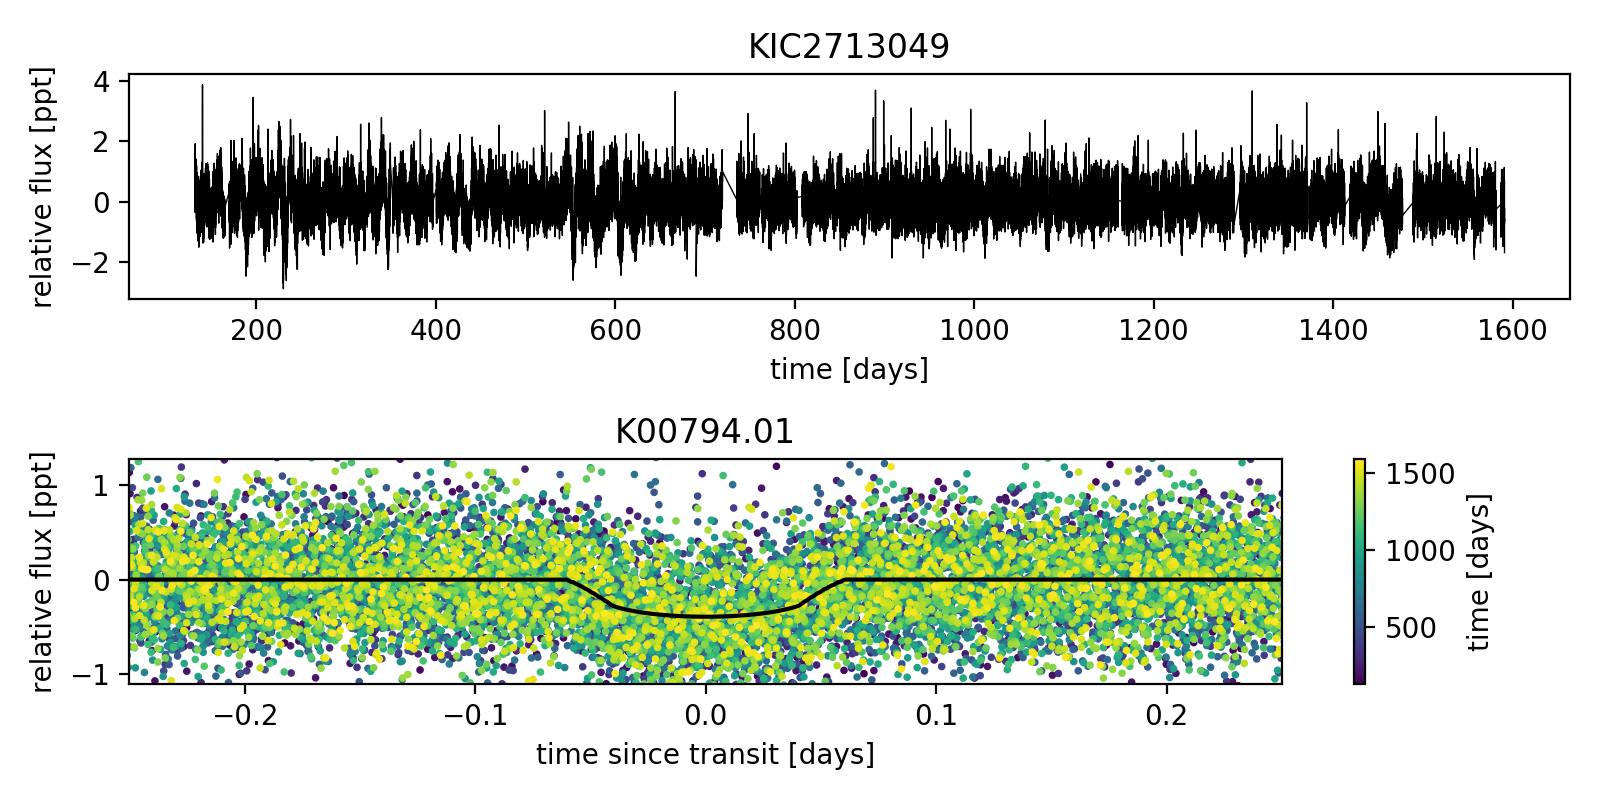 KIC2713049
relative flux [ppt]
4
2
0
−2
200 400 600 800 1000 1200 1400 1600
time [days]
K00794.01
relative flux [ppt]
1
0
−1
−0.2 −0.1 0.0 0.1 0.2
time since transit [days]
1500
1000
500
time [days]